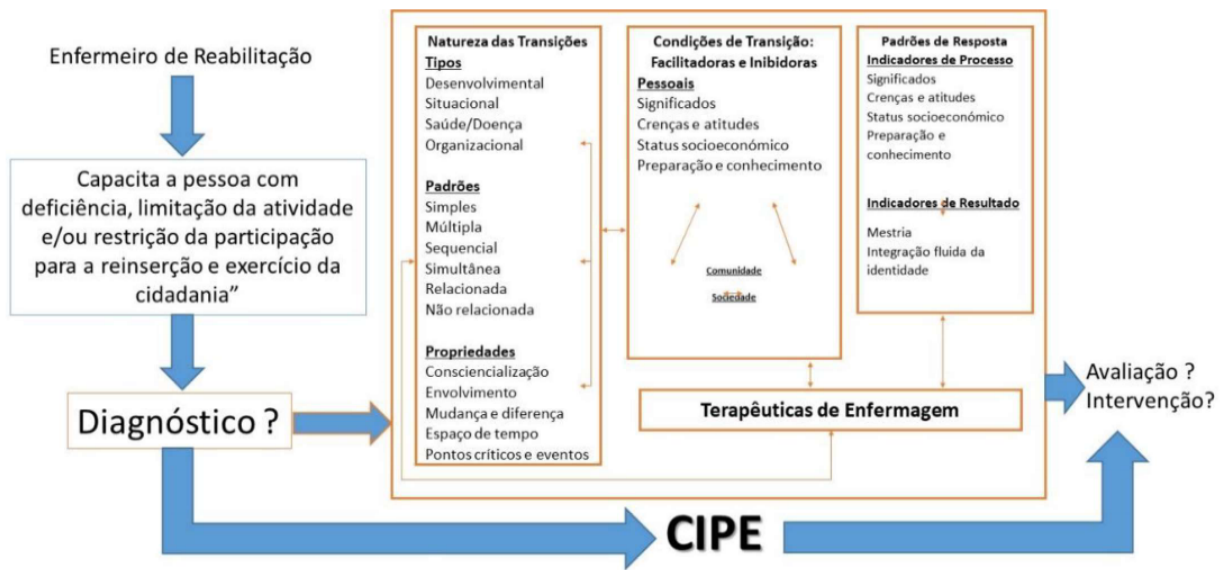 Enfermeiro de Reabilitação
Capacita a pessoa com
deficiência, limitação da atividade
e/ou restrição da participação
para a reinserção e exercício da
cidadania”
Diagnóstico ?
Natureza das Transições
Tipos
Desenvolvimental
Situacional
Saúde/Doença
Organizacional
Padrões
Simples
Múltipla
Sequencial
Simultânea
Relacionada
Não relacionada
Propriedades
Consciencialização
Envolvimento
Mudança e diferença
Espaço de tempo
Pontos críticos e eventos
Condições de Transição:
Facilitadoras e Inibidoras
Pessoais
Significados
Crenças e atitudes
Status socioeconómico
Preparação e conhecimento
Comunidade
Sociedade
Padrões de Resposta
Indicadores de Processo
Significados
Crenças e atitudes
Status socioeconómico
Preparação e
conhecimento
Indicadores de Resultado
Mestria
Integração fluida da
identidade
Terapêuticas de Enfermagem
Avaliação ?
Intervenção?
CIPE